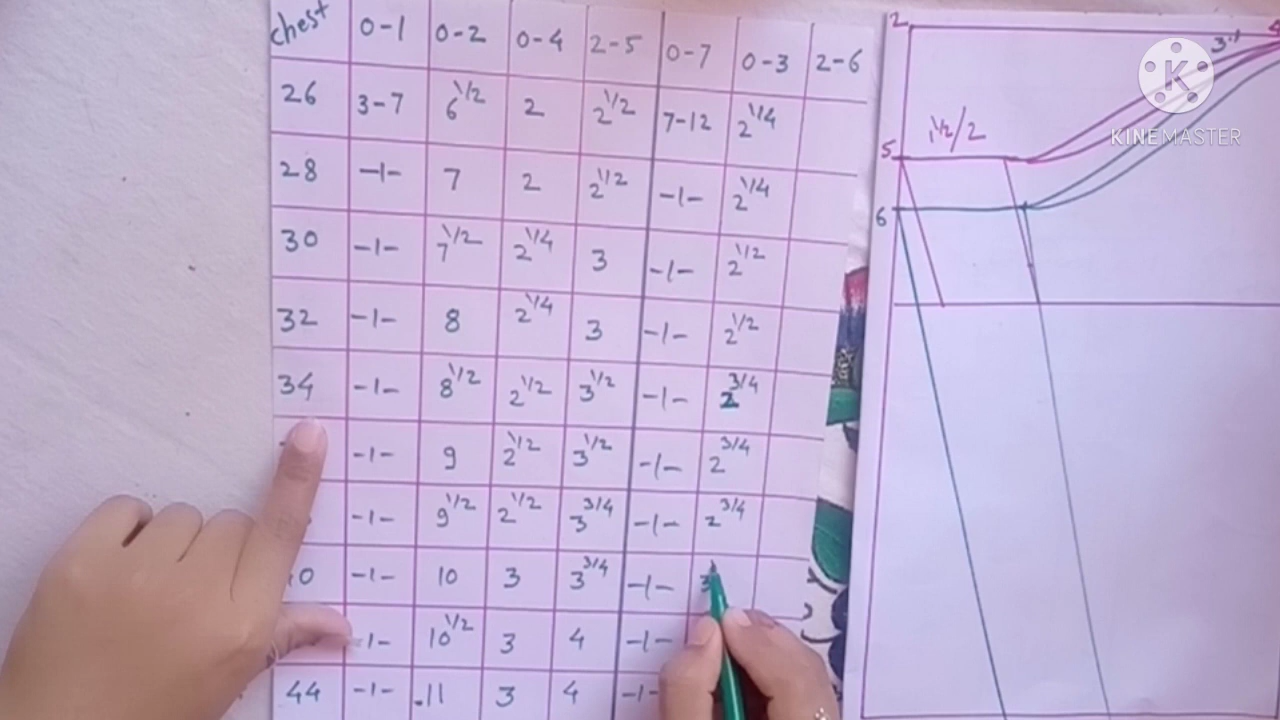 chest 0-1 0-2 0-4 2-5 0-7 0-3 2-6
26 3-7 6 1/2 2 2 1/2 7-12 2 1/4
28 -1- 7 2 2 1/2 -1- 2 1/4
30 -1- 7 1/2 2 1/4 3 -1- 2 1/2
32 -1- 8 2 1/4 3 -1- 2 1/2
34 -1- 8 1/2 2 1/2 3 1/2 -1- 2 3/4
-1- 9 2 1/2 3 1/2 -1- 2 3/4
-1- 9 1/2 2 1/2 3 3/4 -1- 2 3/4
0 -1- 10 3 3 3/4 -1- 3
-1- 10 1/2 3 4 -1-
44 -1- 11 3 4 -1-
2
5 1 1/2/2
6
KINEMASTER